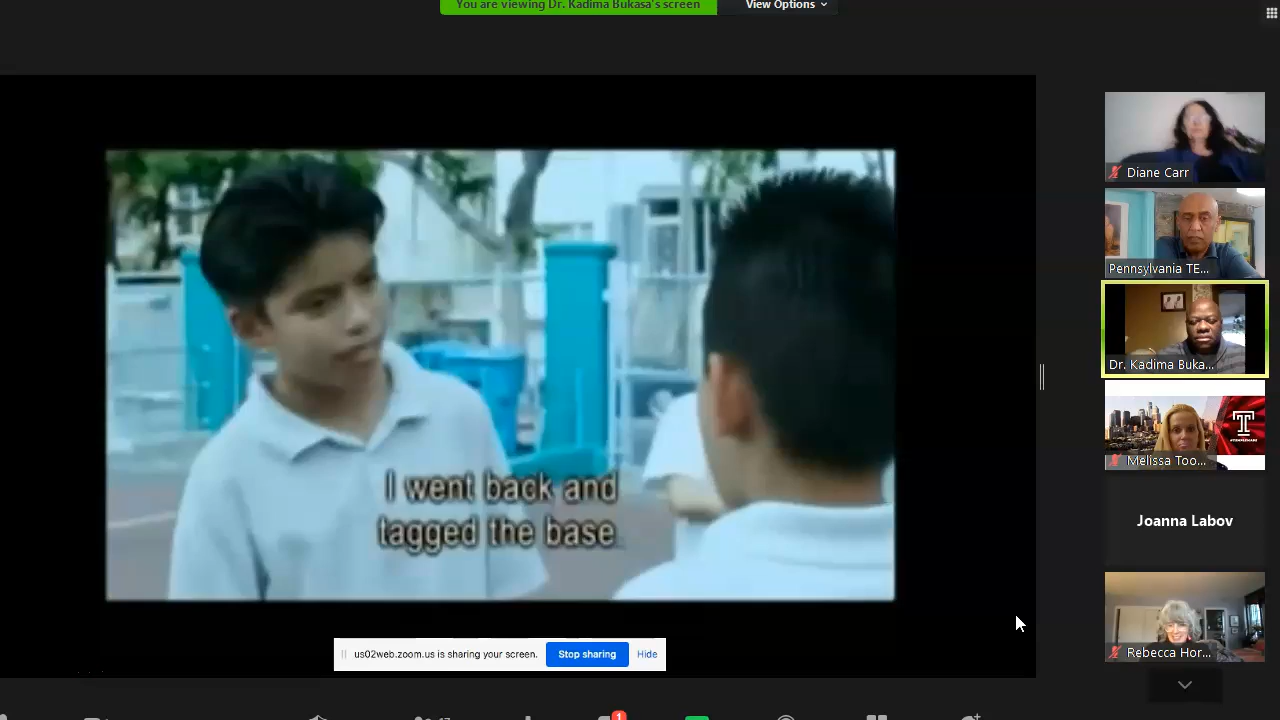 You are viewing Dr. Kadima Bukasa's screen
View Options
I went back and
tagged the base
us02web.zoom.us is sharing your screen.
Stop sharing
Hide
Diane Carr
Pennsylvania TE...
Dr. Kadima Buka...
T
Melissa Too...
Joanna Labov
Rebecca Hor...
1